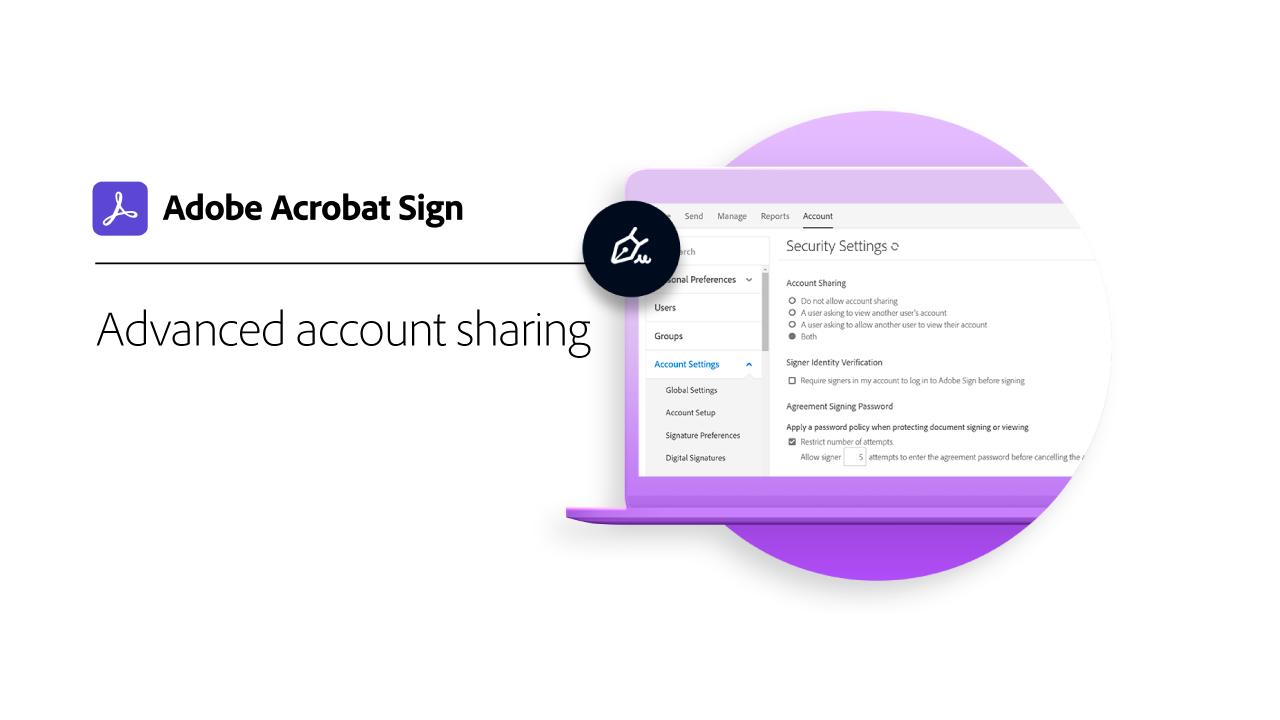 Adobe Acrobat Sign
Advanced account sharing
Send Manage Reports Account
Security Settings
Personal Preferences
Users
Groups
Account Settings
Global Settings
Account Setup
Signature Preferences
Digital Signatures
Account Sharing
Do not allow account sharing
A user asking to view another user's account
A user asking to allow another user to view their account
Both
Signer Identity Verification
Require signers in my account to log in to Adobe Sign before signing
Agreement Signing Password
Apply a password policy when protecting document signing or viewing
Restrict number of attempts.
Allow signer 5 attempts to enter the agreement password before cancelling the